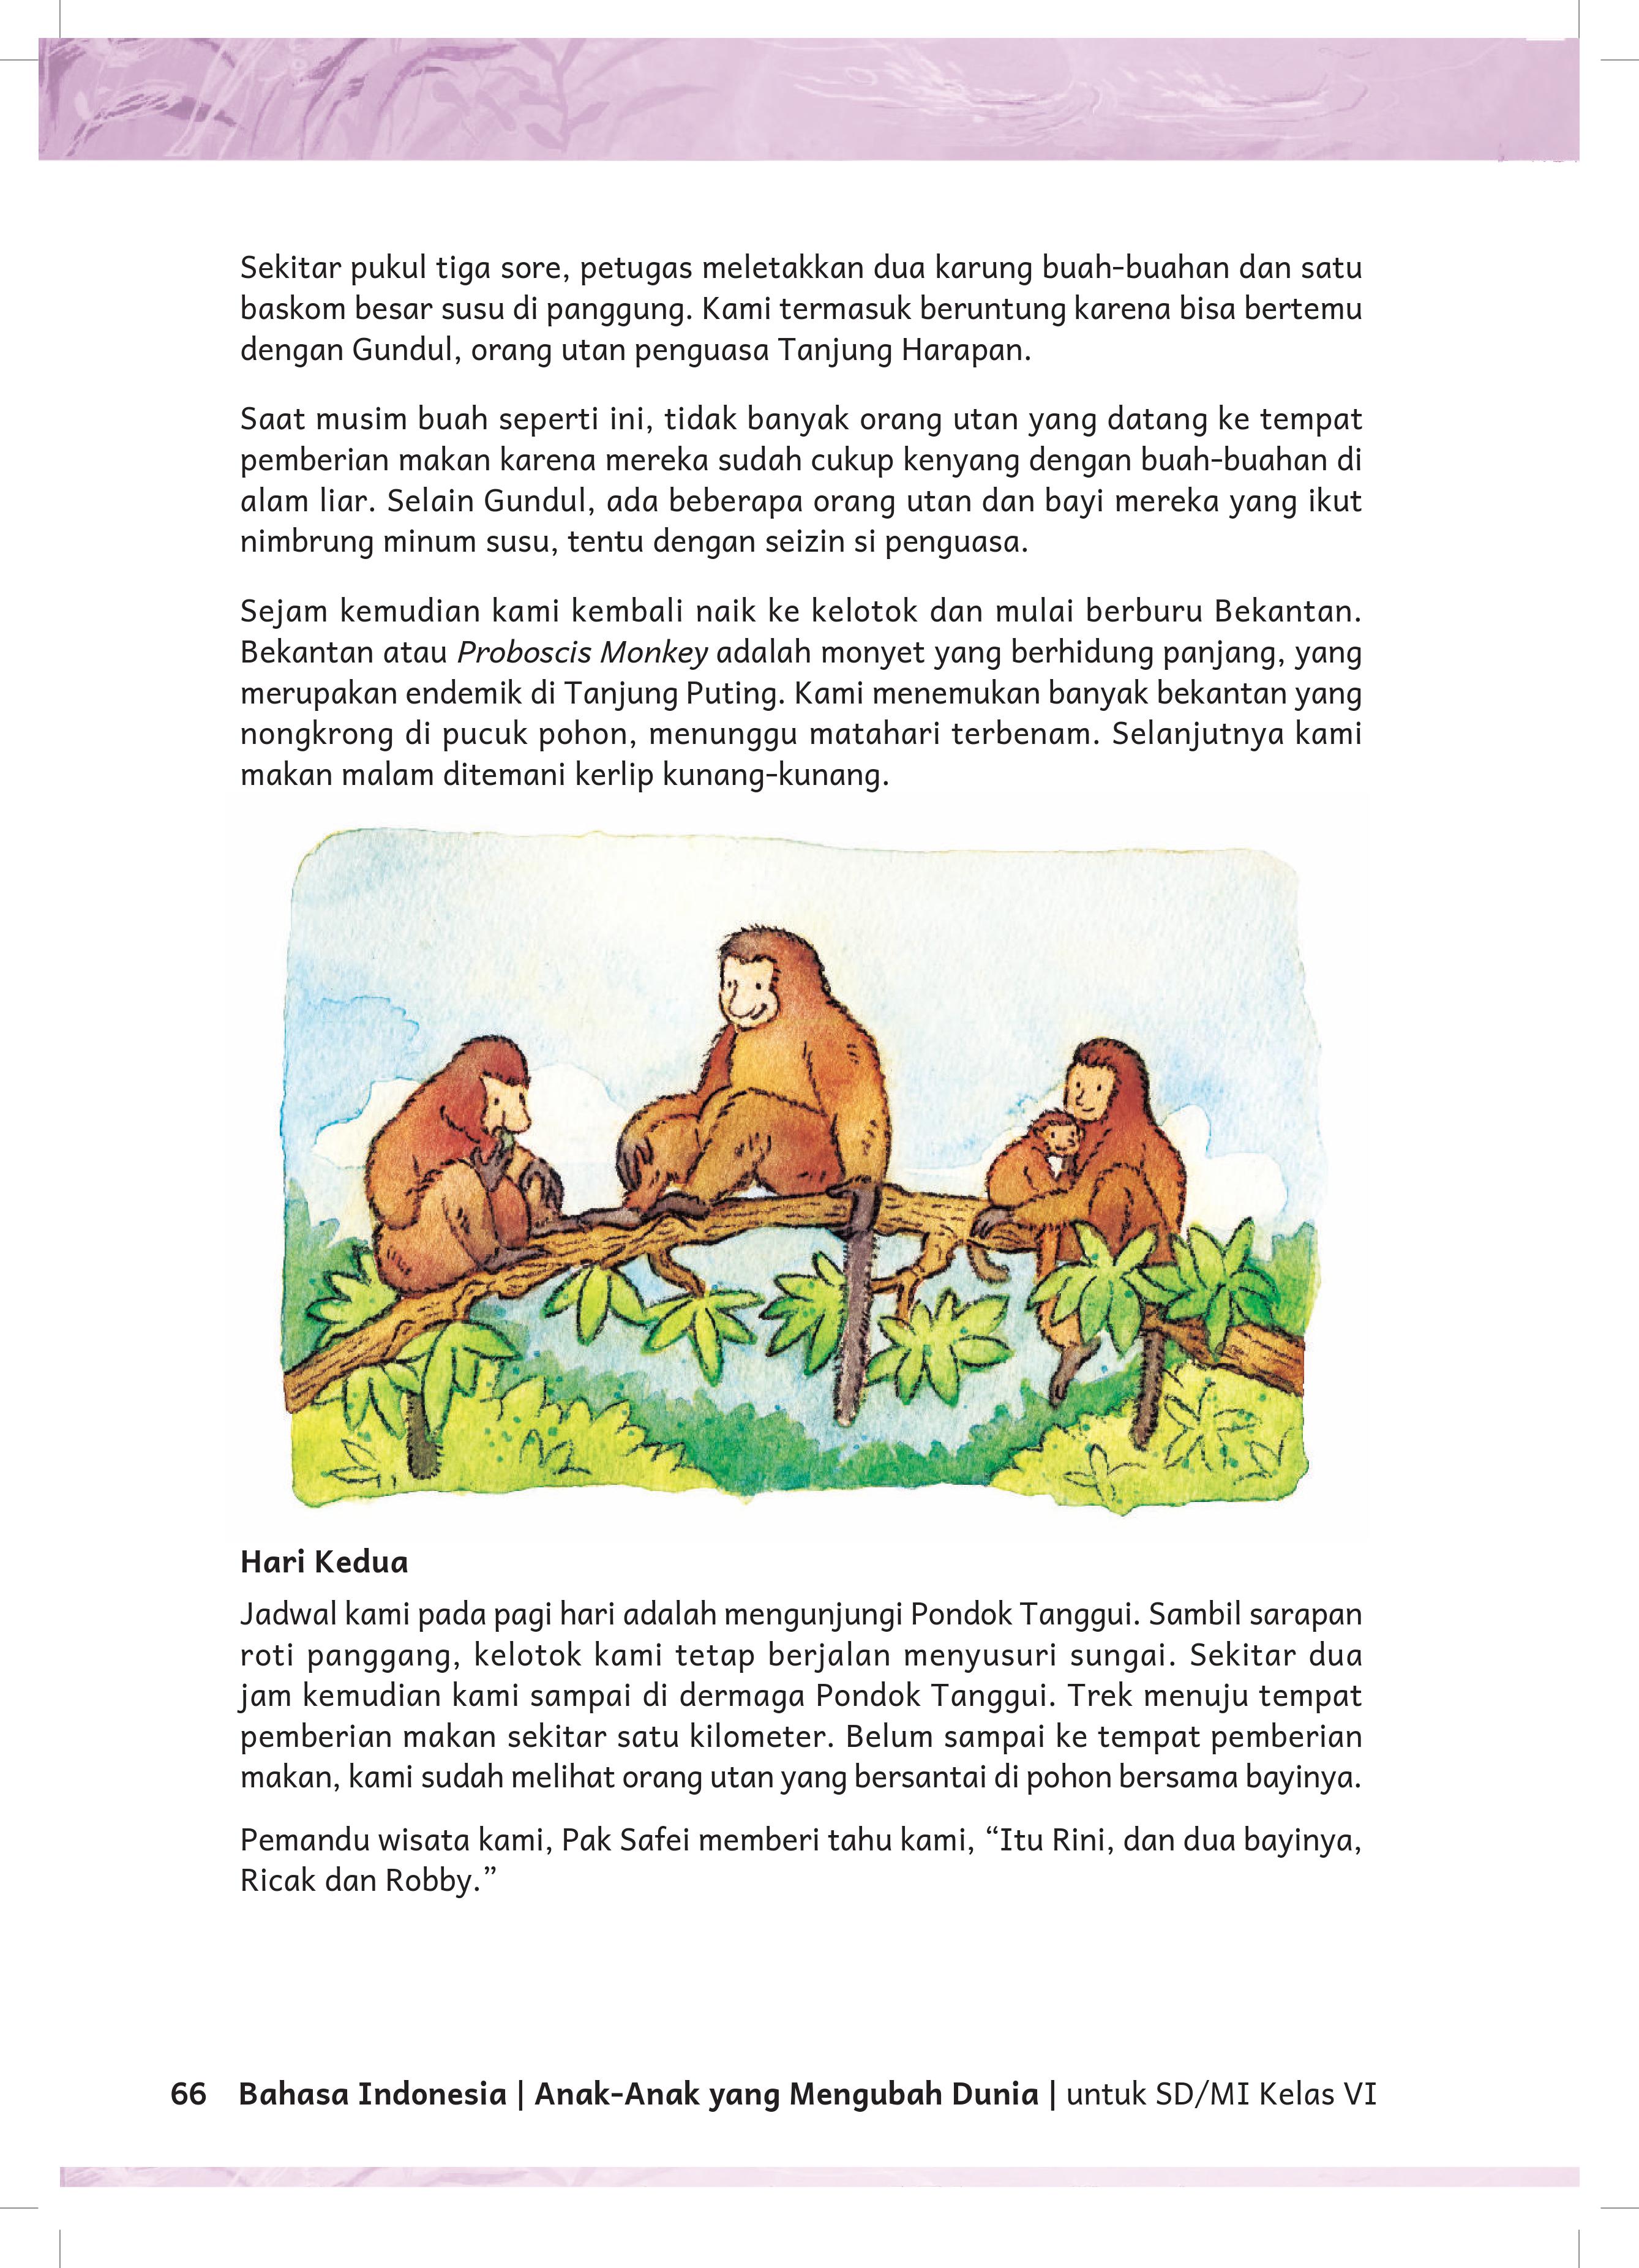 Sekitar pukul tiga sore, petugas meletakkan dua karung buah-buahan dan satu
baskom besar susu di panggung. Kami termasuk beruntung karena bisa bertemu
dengan Gundul, orang utan penguasa Tanjung Harapan.
Saat musim buah seperti ini, tidak banyak orang utan yang datang ke tempat
pemberian makan karena mereka sudah cukup kenyang dengan buah-buahan di
alam liar. Selain Gundul, ada beberapa orang utan dan bayi mereka yang ikut
nimbrung minum susu, tentu dengan seizin si penguasa.
Sejam kemudian kami kembali naik ke kelotok dan mulai berburu Bekantan.
Bekantan atau Proboscis Monkey adalah monyet yang berhidung panjang, yang
merupakan endemik di Tanjung Puting. Kami menemukan banyak bekantan yang
nongkrong di pucuk pohon, menunggu matahari terbenam. Selanjutnya kami
makan malam ditemani kerlip kunang-kunang.
Hari Kedua
Jadwal kami pada pagi hari adalah mengunjungi Pondok Tanggui. Sambil sarapan
roti panggang, kelotok kami tetap berjalan menyusuri sungai. Sekitar dua
jam kemudian kami sampai di dermaga Pondok Tanggui. Trek menuju tempat
pemberian makan sekitar satu kilometer. Belum sampai ke tempat pemberian
makan, kami sudah melihat orang utan yang bersantai di pohon bersama bayinya.
Pemandu wisata kami, Pak Safei memberi tahu kami, “Itu Rini, dan dua bayinya,
Ricak dan Robby.”
66 Bahasa Indonesia | Anak-Anak yang Mengubah Dunia | untuk SD/MI Kelas VI